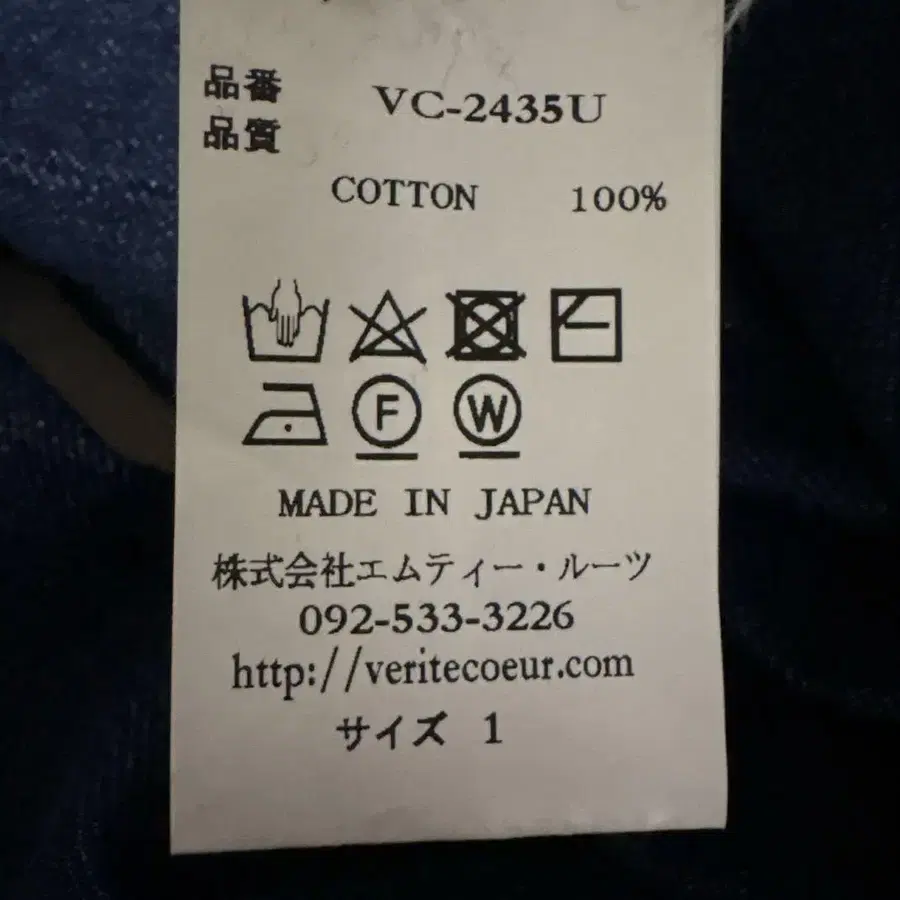 品番 VC-2435U
品質
COTTON 100%
F W
MADE IN JAPAN
株式会社エムティー・ルーツ
092-533-3226
http://veritecoeur.com
サイズ 1